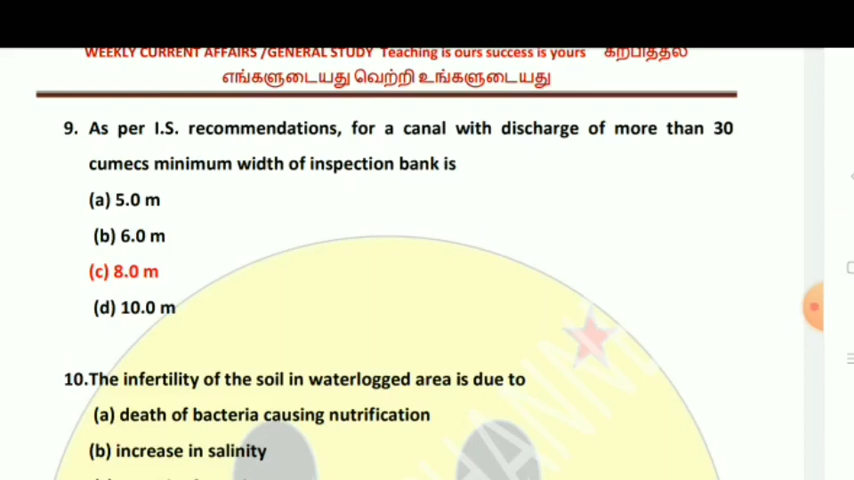 WEEKLY CURRENT AFFAIRS /GENERAL STUDY Teaching is ours success is yours கற்பித்தல்
எங்களுடையது வெற்றி உங்களுடையது
9. As per I.S. recommendations, for a canal with discharge of more than 30
cumecs minimum width of inspection bank is
(a) 5.0 m
(b) 6.0 m
(c) 8.0 m
(d) 10.0 m
10.The infertility of the soil in waterlogged area is due to
(a) death of bacteria causing nutrification
(b) increase in salinity